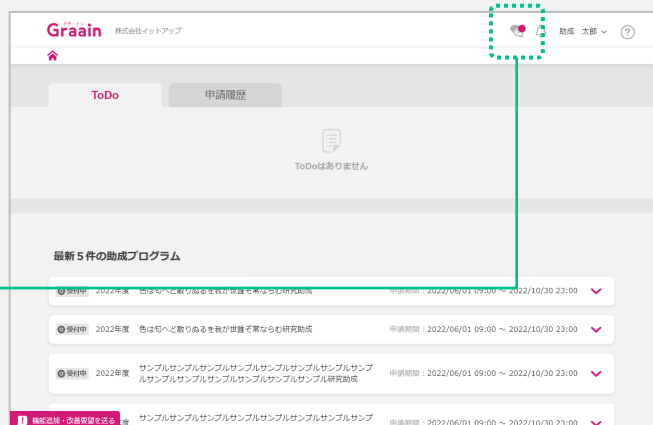 グラーイン
Graain 株式会社イットアップ 助成 太郎 ?
ToDo 申請履歴
ToDoはありません
最新5件の助成プログラム
受付中 2022年度 色は匂へど散りぬるを我が世誰ぞ常ならむ研究助成 申請期間:2022/06/01 09:00 ~ 2022/10/30 23:00
受付中 2022年度 色は匂へど散りぬるを我が世誰ぞ常ならむ研究助成 申請期間:2022/06/01 09:00 ~ 2022/10/30 23:00
サンプルサンプルサンプルサンプルサンプルサンプルサンプルサンプ
受付中 2022年度 ルサンプルサンプルサンプルサンプルサンプルサンプル研究助成 申請期間:2022/06/01 09:00 ~ 2022/10/30 23:00
サンプルサンプルサンプルサンプルサンプルサンプルサンプルサンプ
! 機能追加・改善要望を送る 年度 申請期間:2022/06/01 09:00 ~ 2022/10/30 23:00